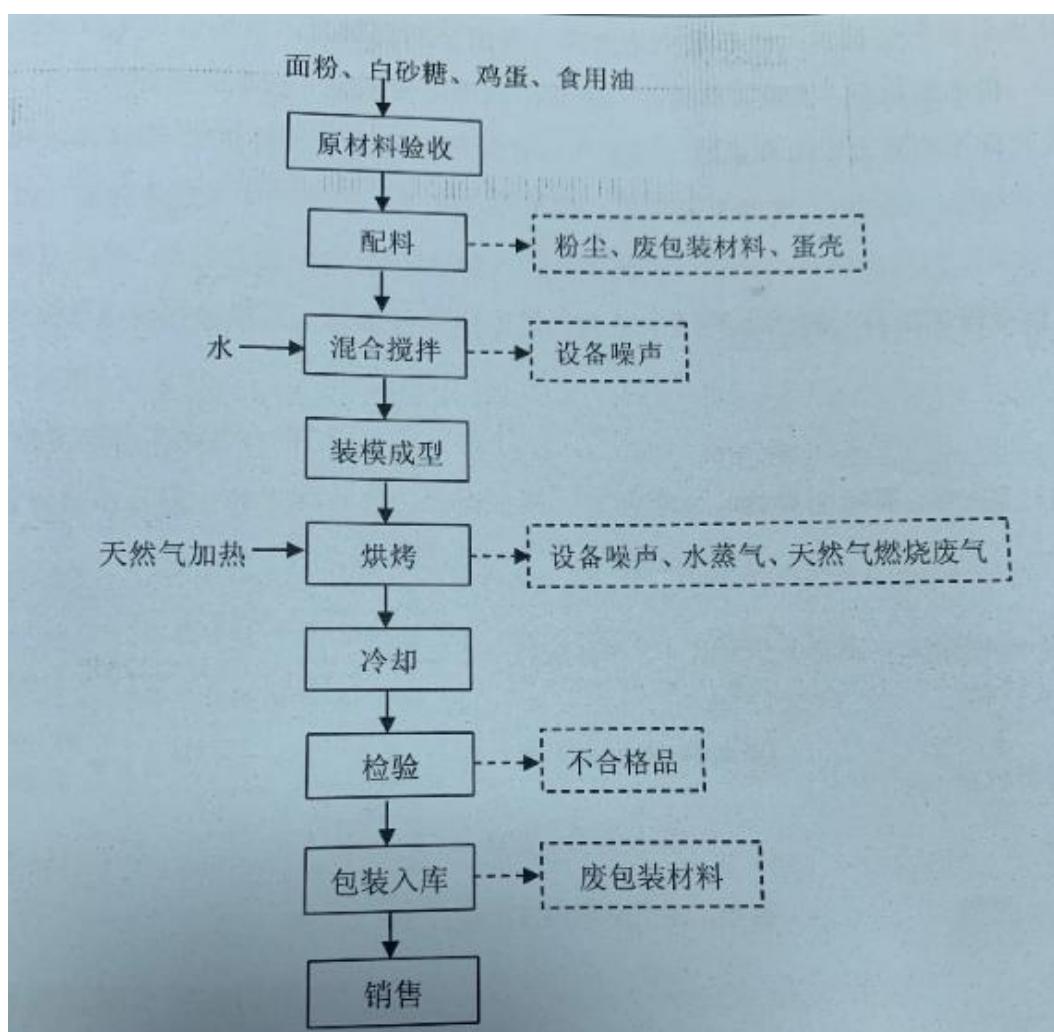 面粉、白砂糖、鸡蛋、食用油
原材料验收
配料
粉尘、废包装材料、蛋壳
水
混合搅拌
设备噪声
装模成型
天然气加热
烘烤
设备噪声、水蒸气、天然气燃烧废气
冷却
检验
不合格品
包装入库
废包装材料
销售